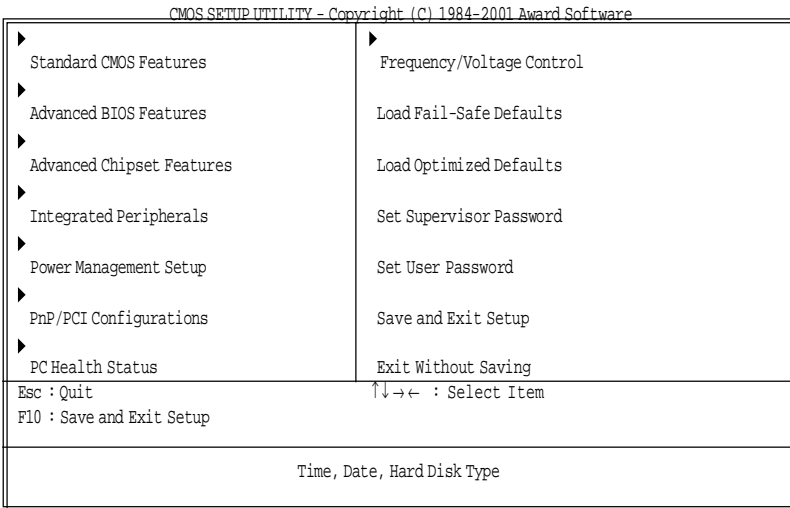 CMOS SETUP UTILITY - Copyright (C) 1984-2001 Award Software
Standard CMOS Features
Advanced BIOS Features
Advanced Chipset Features
Integrated Peripherals
Power Management Setup
PnP/PCI Configurations
PC Health Status
Frequency/Voltage Control
Load Fail-Safe Defaults
Load Optimized Defaults
Set Supervisor Password
Set User Password
Save and Exit Setup
Exit Without Saving
Esc : Quit
↑↓→← : Select Item
F10 : Save and Exit Setup
Time, Date, Hard Disk Type